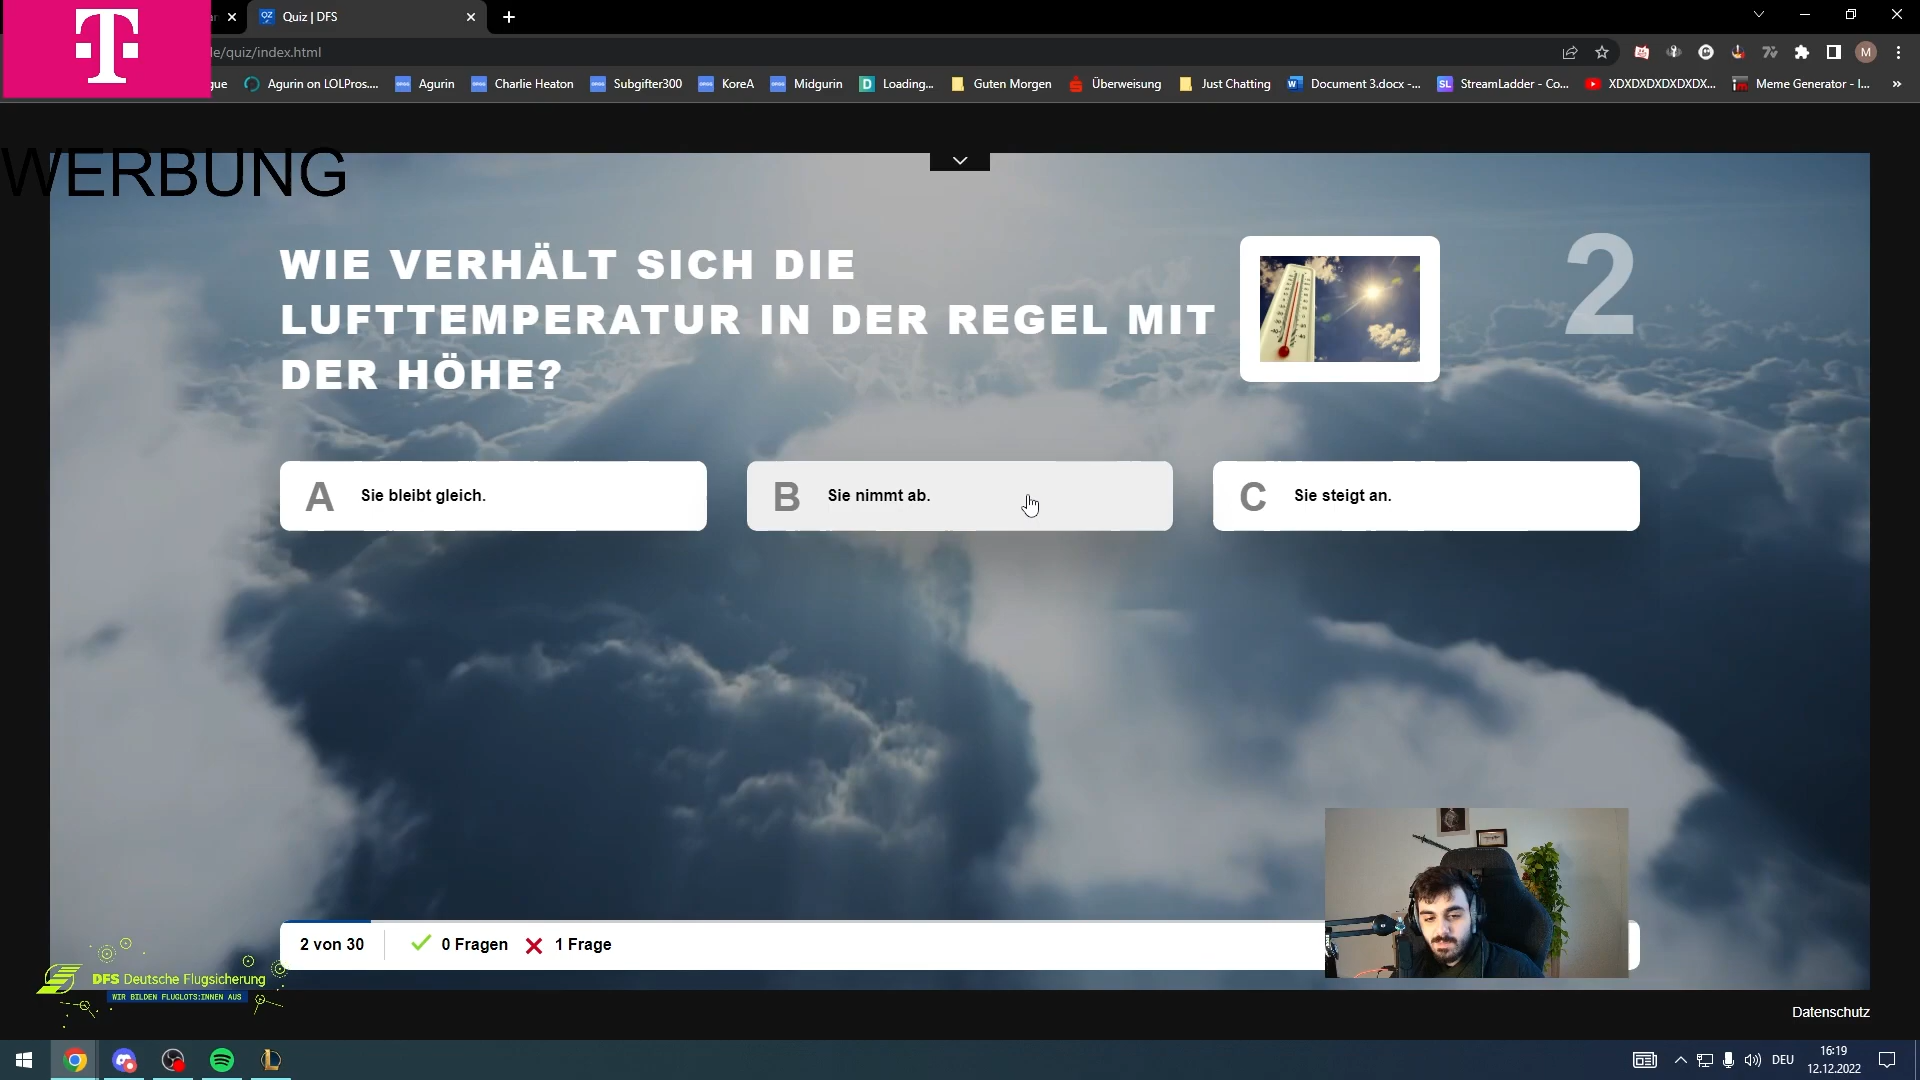 Quiz | DFS
le/quiz/index.html
M
gue
Agurin on LOLPros....
Agurin
Charlie Heaton
Subgifter300
KoreA
Midgurin
Loading...
Guten Morgen
Überweisung
Just Chatting
Document 3.docx -...
StreamLadder - Co...
XDXDXDXDXDXDX...
Meme Generator - I...
»
WERBUNG
WIE VERHÄLT SICH DIE
LUFTTEMPERATUR IN DER REGEL MIT
DER HÖHE?
2
A Sie bleibt gleich.
B Sie nimmt ab.
C Sie steigt an.
2 von 30
0 Fragen
1 Frage
DFS Deutsche Flugsicherung
WIR BILDEN FLUGLOTS:INNEN AUS
Datenschutz
DEU
16:19
12.12.2022